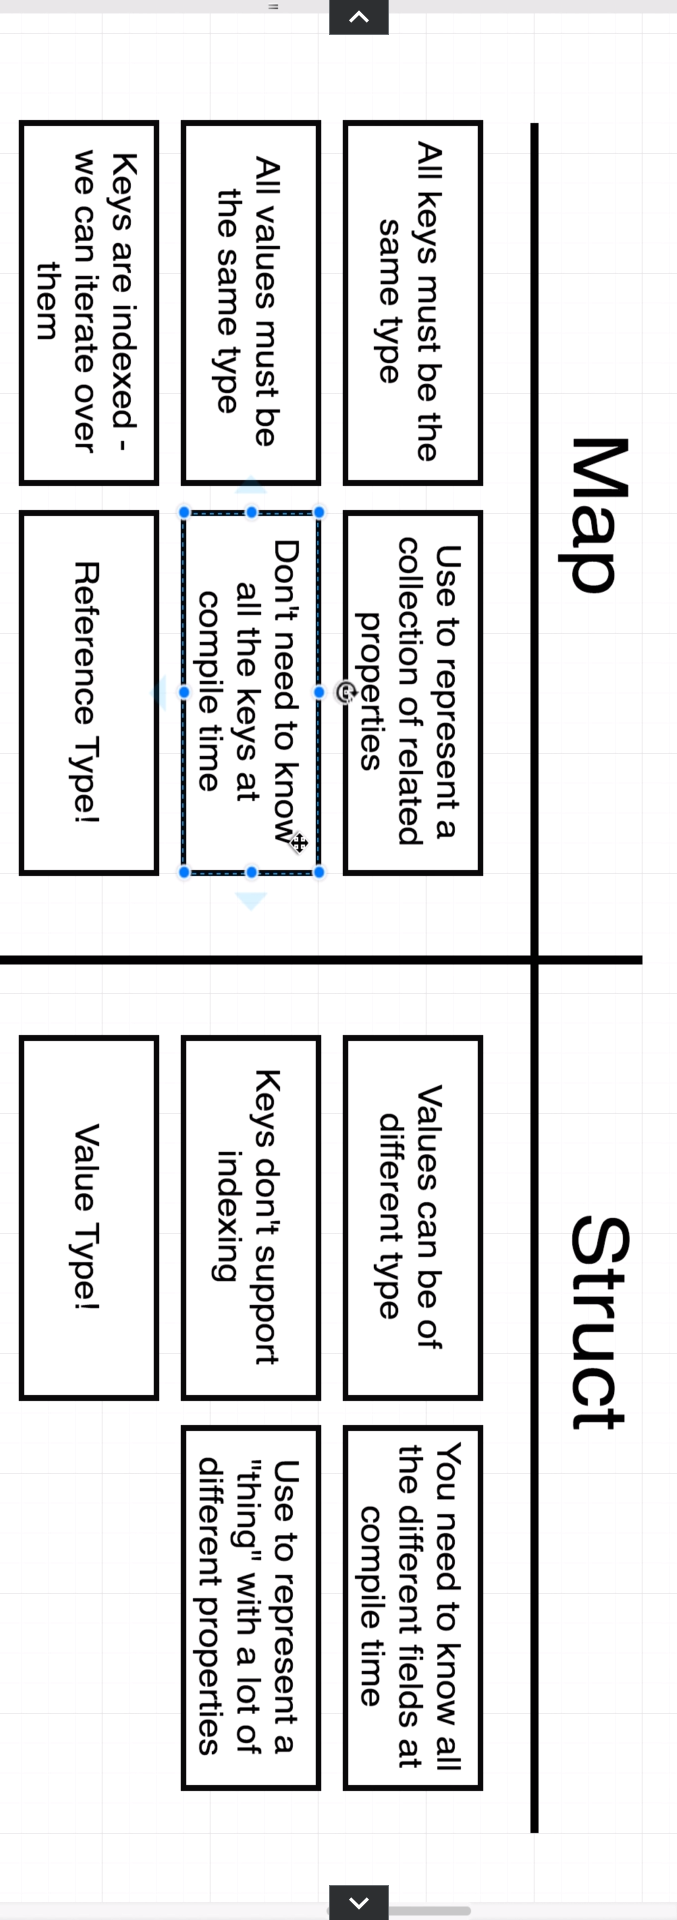 Map
Struct
All keys must be the
same type
Use to represent a
collection of related
properties
Values can be of
different type
You need to know all
the different fields at
compile time
All values must be
the same type
Don't need to know
all the keys at
compile time
Keys don't support
indexing
Use to represent a
"thing" with a lot of
different properties
Keys are indexed -
we can iterate over
them
Reference Type!
Value Type!